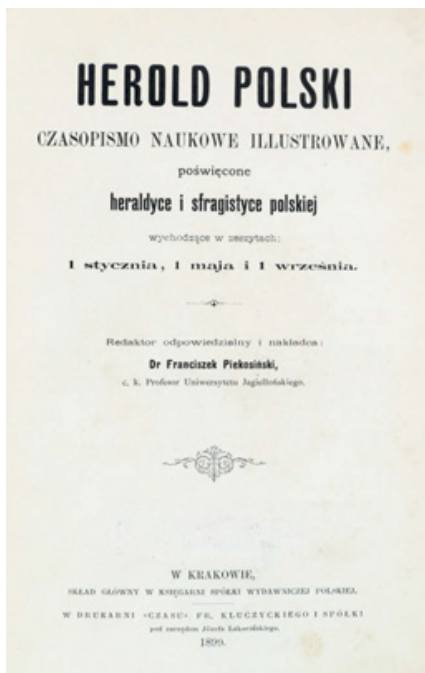 HEROLD POLSKI
CZASOPISMO NAUKOWE ILLUSTROWANE,
poświęcone
heraldyce i sfragistyce polskiej
wychodzące w zeszytach:
1 stycznia, 1 maja i 1 września.
Redaktor odpowiedzialny i nakładca:
Dr Franciszek Piekosiński,
c. k. Profesor Uniwersytetu Jagiellońskiego.
W KRAKOWIE,
SKŁAD GŁÓWNY W KSIĘGARNI SPÓŁKI WYDAWNICZEJ POLSKIEJ.
W DRUKARNI «CZASU» FR. KLUCZYCKIEGO I SPÓŁKI
pod zarządem Józefa Łakocińskiego.
1899.